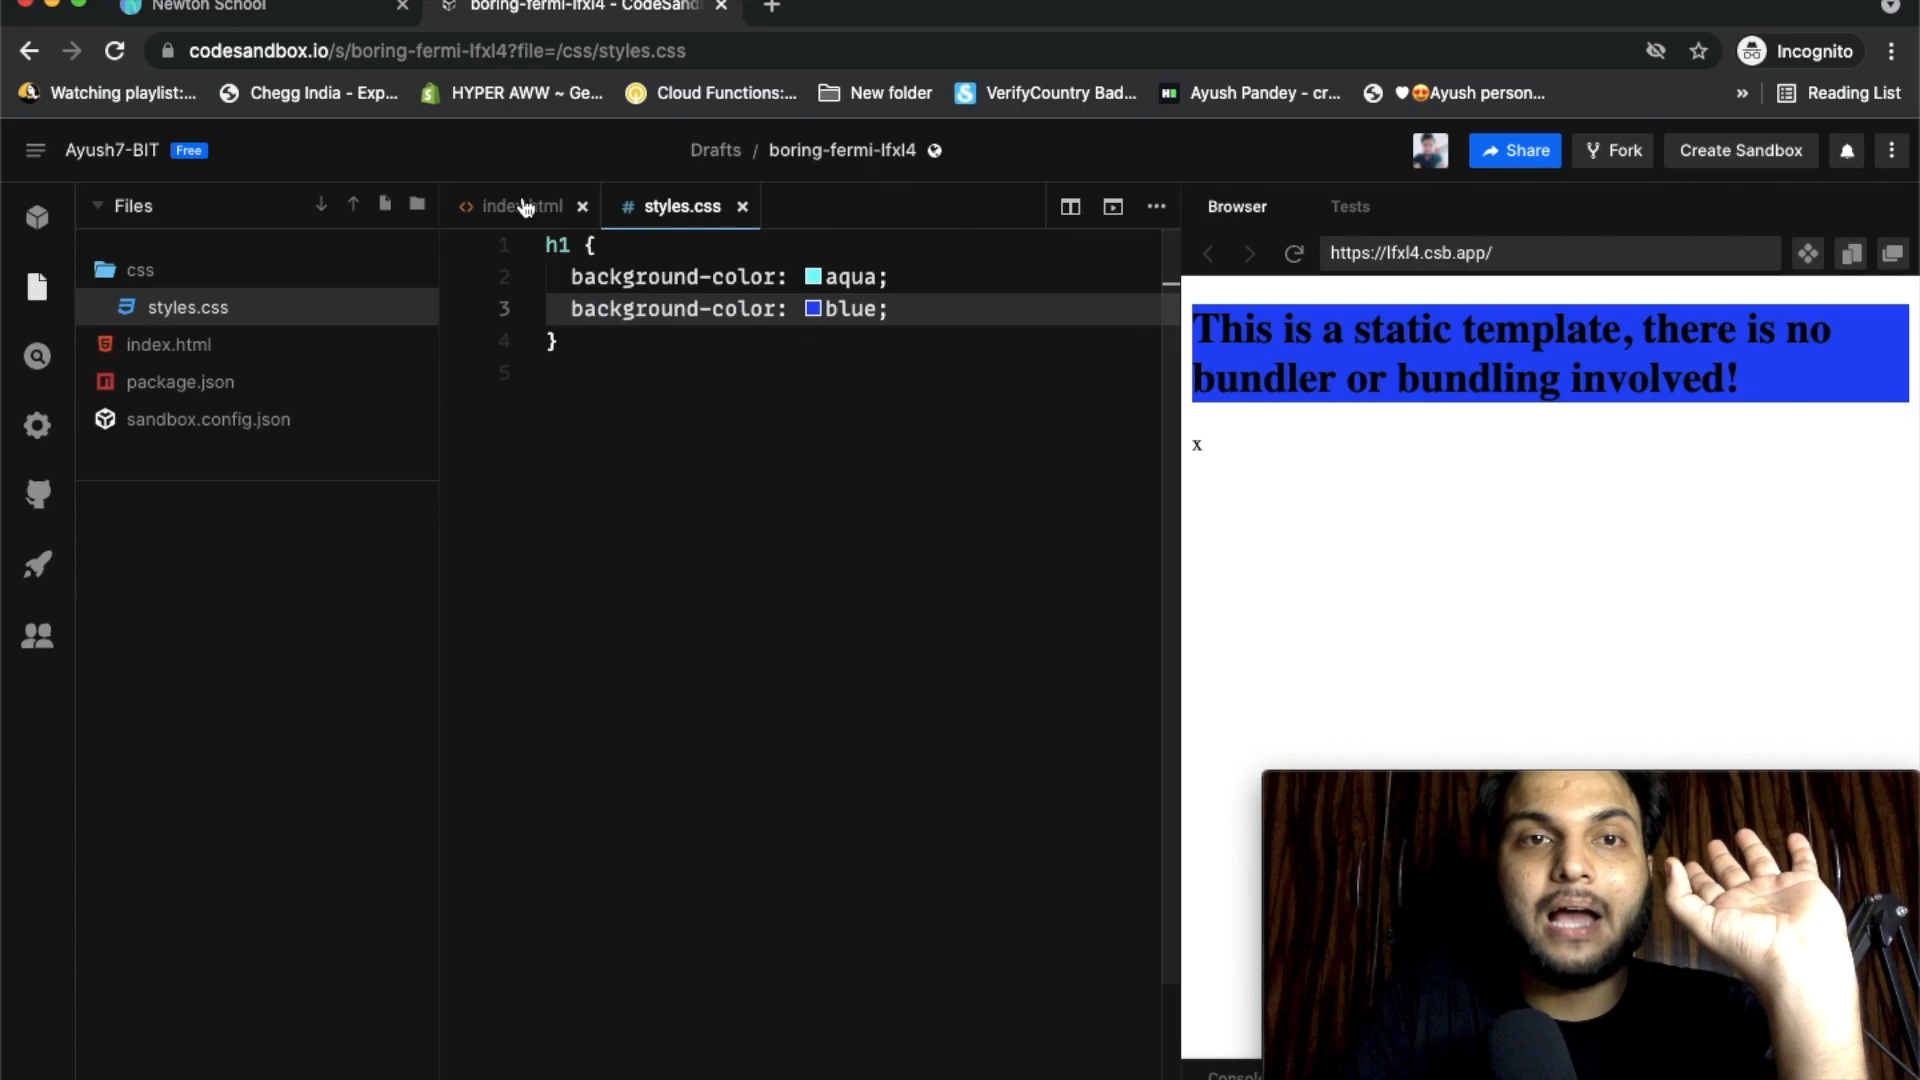 Newton School
boring-fermi-lfxl4 - CodeSand
codesandbox.io/s/boring-fermi-lfxl4?file=/css/styles.css
Incognito
Watching playlist:...
Chegg India - Exp...
HYPER AWW ~ Ge...
Cloud Functions:...
New folder
VerifyCountry Bad...
Ayush Pandey - cr...
Ayush person...
»
Reading List
Ayush7-BIT Free
Drafts / boring-fermi-lfxl4
Share
Fork
Create Sandbox
Files
index.html
# styles.css
Browser
Tests
https://lfxl4.csb.app/
css
styles.css
index.html
package.json
sandbox.config.json
1 h1 {
2 background-color: aqua;
3 background-color: blue;
4 }
5
This is a static template, there is no
bundler or bundling involved!
x